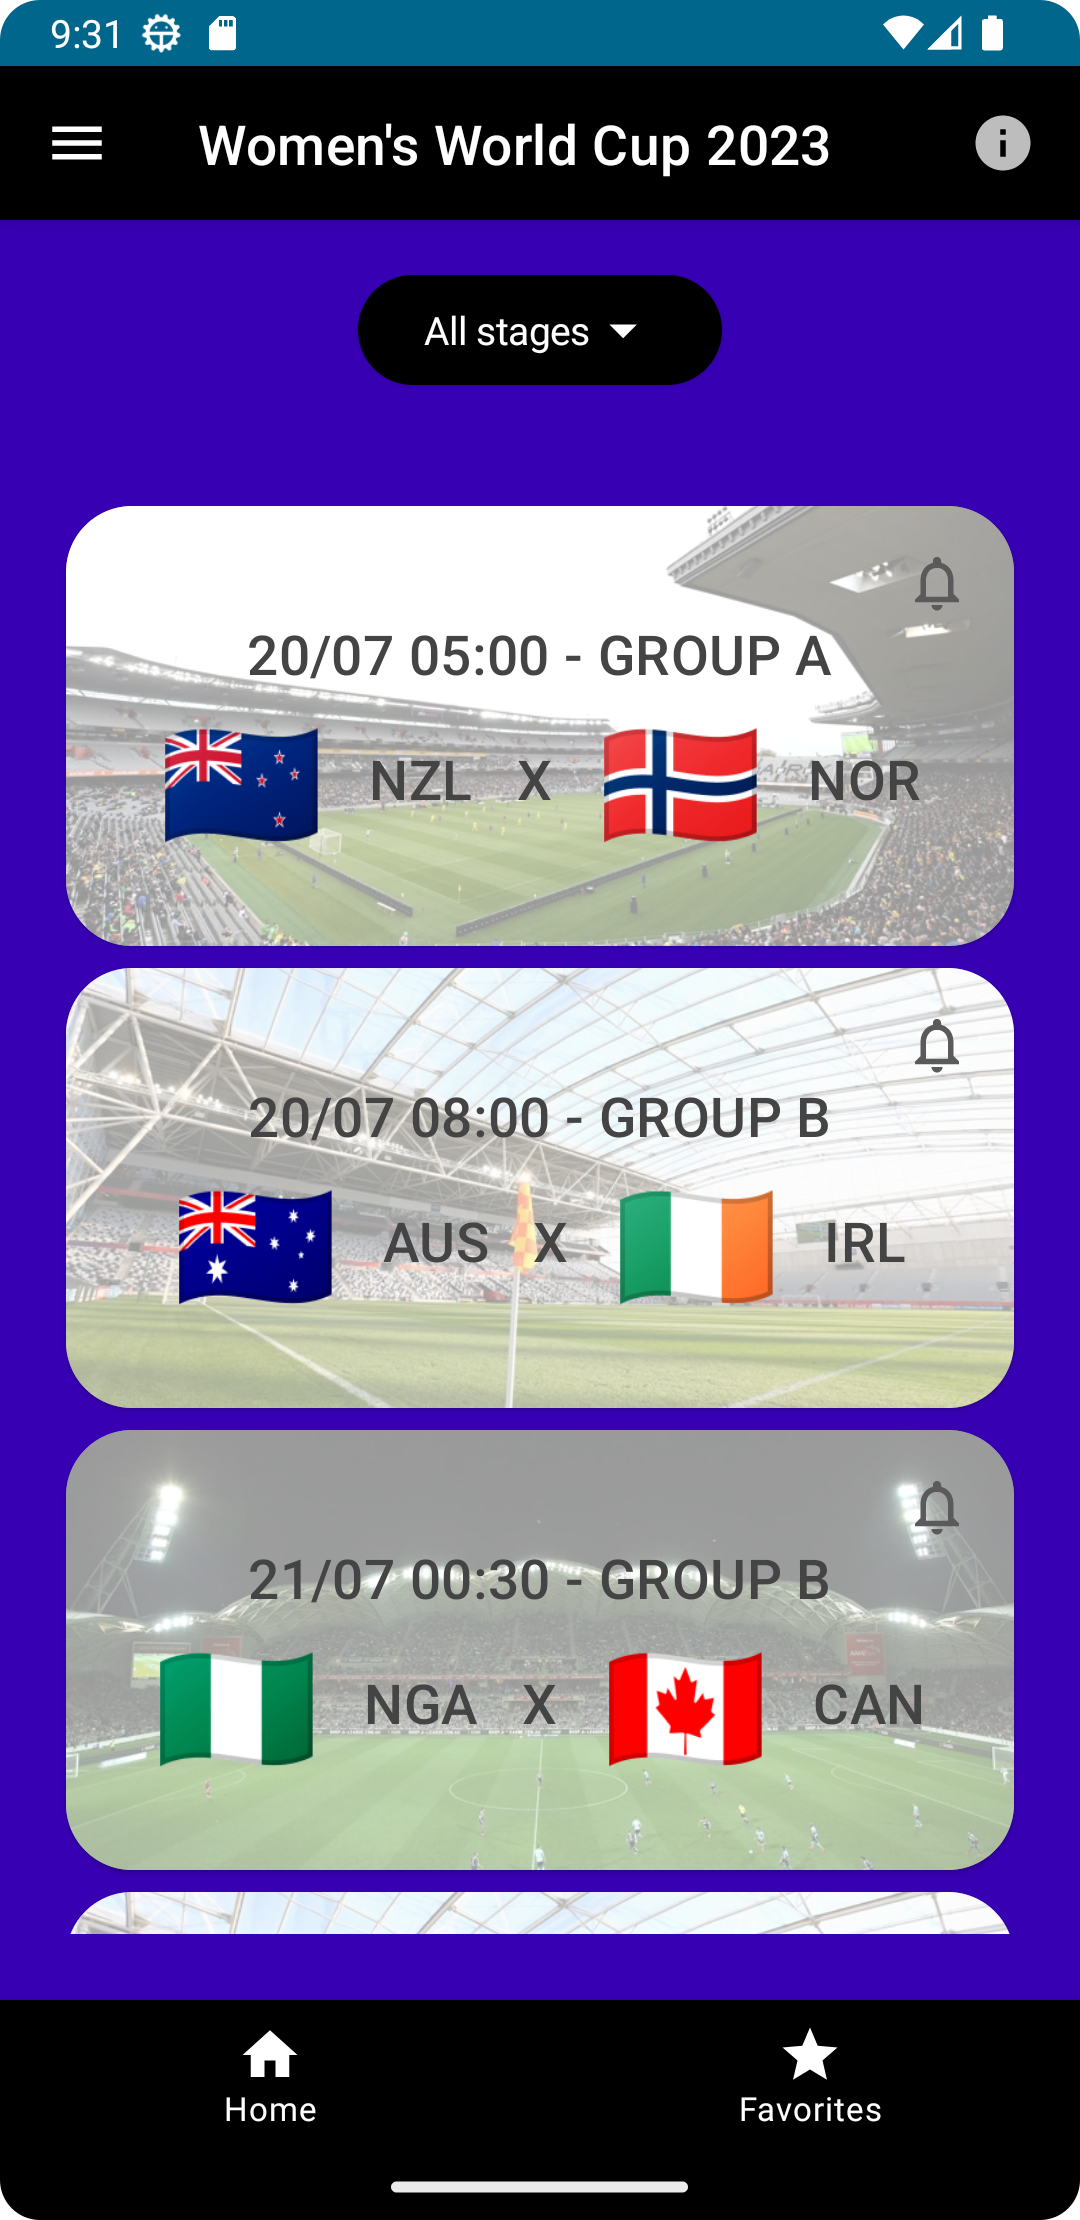 9:31
Women's World Cup 2023
All stages
20/07 05:00 - GROUP A
NZL X NOR
20/07 08:00 - GROUP B
AUS X IRL
21/07 00:30 - GROUP B
NGA X CAN
Home Favorites